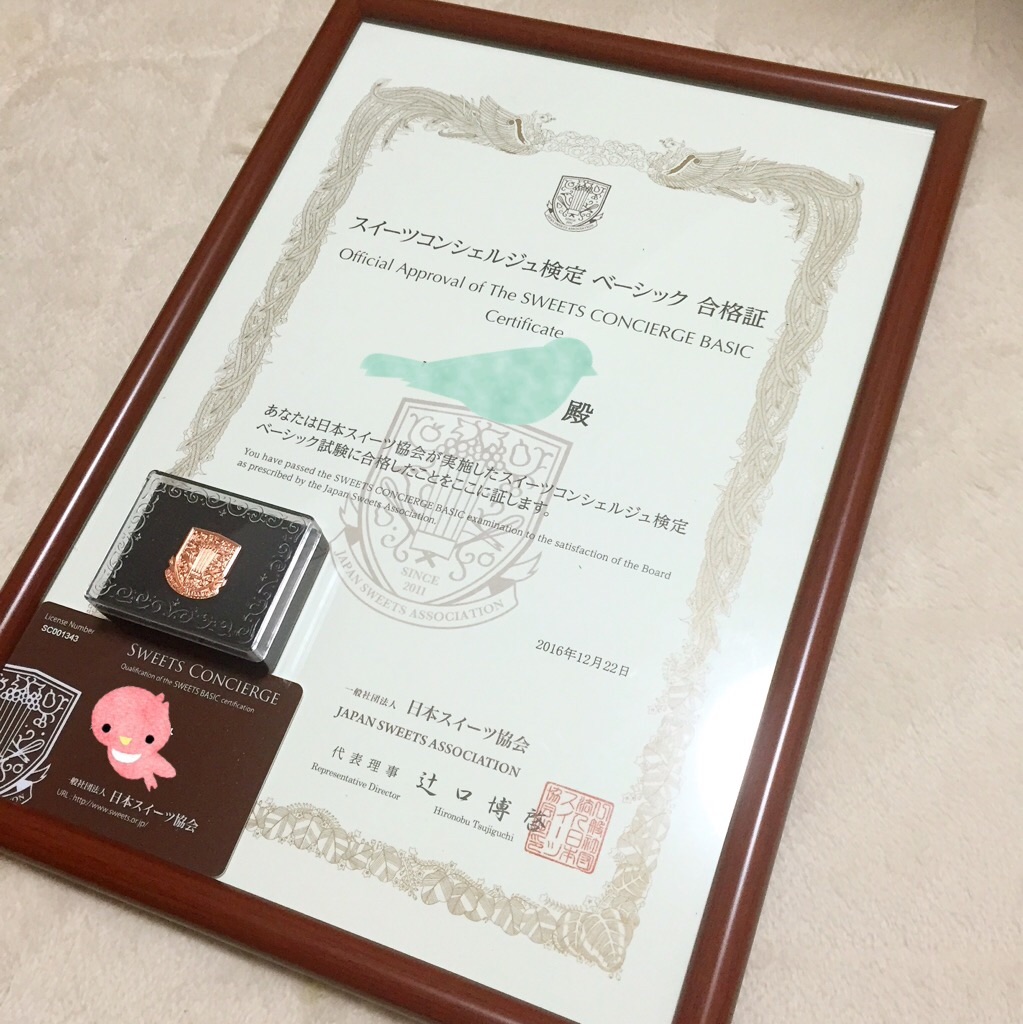 スイーツコンシェルジュ検定 ベーシック 合格証
Official Approval of The SWEETS CONCIERGE BASIC
Certificate
殿
あなたは日本スイーツ協会が実施したスイーツコンシェルジュ検定
ベーシック試験に合格したことをここに証します。
You have passed the SWEETS CONCIERGE BASIC examination to the satisfaction of the Board
as prescribed by the Japan Sweets Association.
SINCE
2011
JAPAN SWEETS ASSOCIATION
2016年12月22日
一般社団法人 日本スイーツ協会
JAPAN SWEETS ASSOCIATION
代表理事 辻口博啓
Representative Director Hironobu Tsujiguchi
License Number
SC001343
SWEETS CONCIERGE
Qualification of the SWEETS BASIC certification
一般社団法人 日本スイーツ協会
URL : http://www.sweets.or.jp/